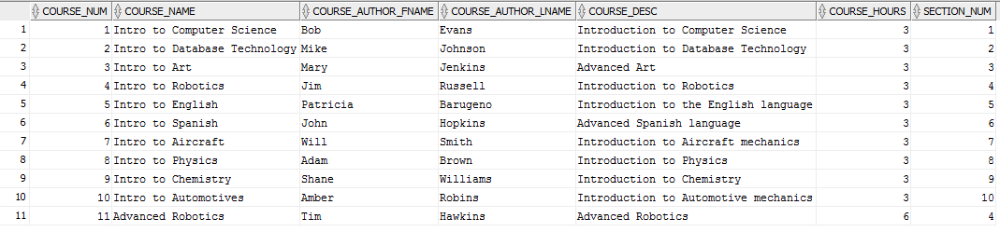 COURSE_NUM COURSE_NAME COURSE_AUTHOR_FNAME COURSE_AUTHOR_LNAME COURSE_DESC COURSE_HOURS SECTION_NUM
1 1 Intro to Computer Science Bob Evans Introduction to Computer Science 3 1
2 2 Intro to Database Technology Mike Johnson Introduction to Database Technology 3 2
3 3 Intro to Art Mary Jenkins Advanced Art 3 3
4 4 Intro to Robotics Jim Russell Introduction to Robotics 3 4
5 5 Intro to English Patricia Barugeno Introduction to the English language 3 5
6 6 Intro to Spanish John Hopkins Advanced Spanish language 3 6
7 7 Intro to Aircraft Will Smith Introduction to Aircraft mechanics 3 7
8 8 Intro to Physics Adam Brown Introduction to Physics 3 8
9 9 Intro to Chemistry Shane Williams Introduction to Chemistry 3 9
10 10 Intro to Automotives Amber Robins Introduction to Automotive mechanics 3 10
11 11 Advanced Robotics Tim Hawkins Advanced Robotics 6 4